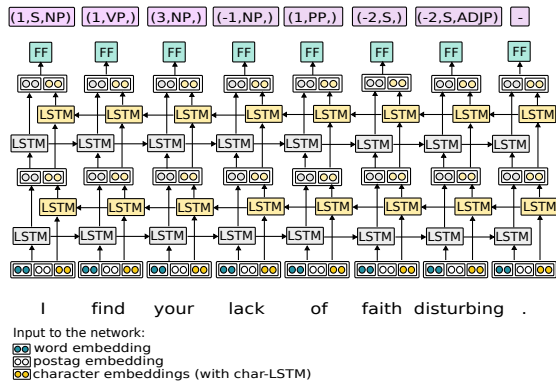 (1,S,NP) (1,VP,) (3,NP,) (-1,NP,) (1,PP,) (-2,S,) (-2,S,ADJP) -
FF FF FF FF FF FF FF FF
LSTM LSTM LSTM LSTM LSTM LSTM LSTM LSTM
LSTM LSTM LSTM LSTM LSTM LSTM LSTM LSTM
LSTM LSTM LSTM LSTM LSTM LSTM LSTM LSTM
LSTM LSTM LSTM LSTM LSTM LSTM LSTM LSTM
I find your lack of faith disturbing .
Input to the network:
word embedding
postag embedding
character embeddings (with char-LSTM)